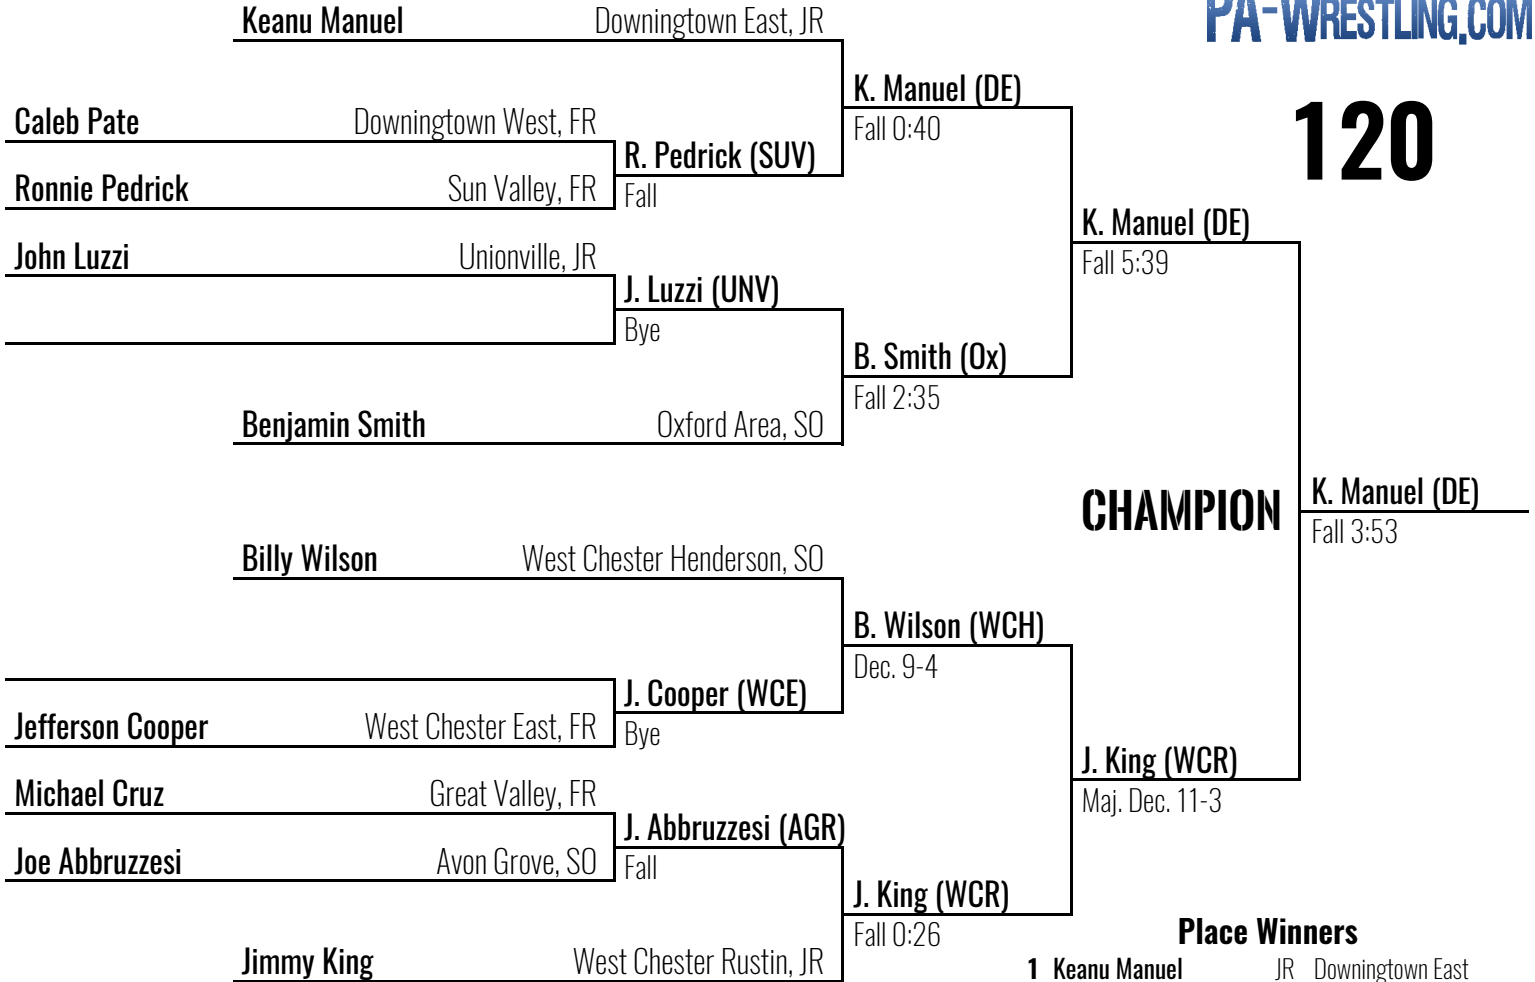 PA-WRESTLING.COM
120
Keanu Manuel Downingtown East, JR
K. Manuel (DE)
Fall 0:40
Caleb Pate Downingtown West, FR
R. Pedrick (SUV)
Fall
Ronnie Pedrick Sun Valley, FR
K. Manuel (DE)
Fall 5:39
John Luzzi Unionville, JR
J. Luzzi (UNV)
Bye
B. Smith (Ox)
Fall 2:35
Benjamin Smith Oxford Area, SO
CHAMPION
K. Manuel (DE)
Fall 3:53
Billy Wilson West Chester Henderson, SO
B. Wilson (WCH)
Dec. 9-4
J. Cooper (WCE)
Bye
Jefferson Cooper West Chester East, FR
J. King (WCR)
Maj. Dec. 11-3
Michael Cruz Great Valley, FR
J. Abbruzzesi (AGR)
Fall
Joe Abbruzzesi Avon Grove, SO
J. King (WCR)
Fall 0:26
Jimmy King West Chester Rustin, JR
Place Winners
1 Keanu Manuel JR Downingtown East